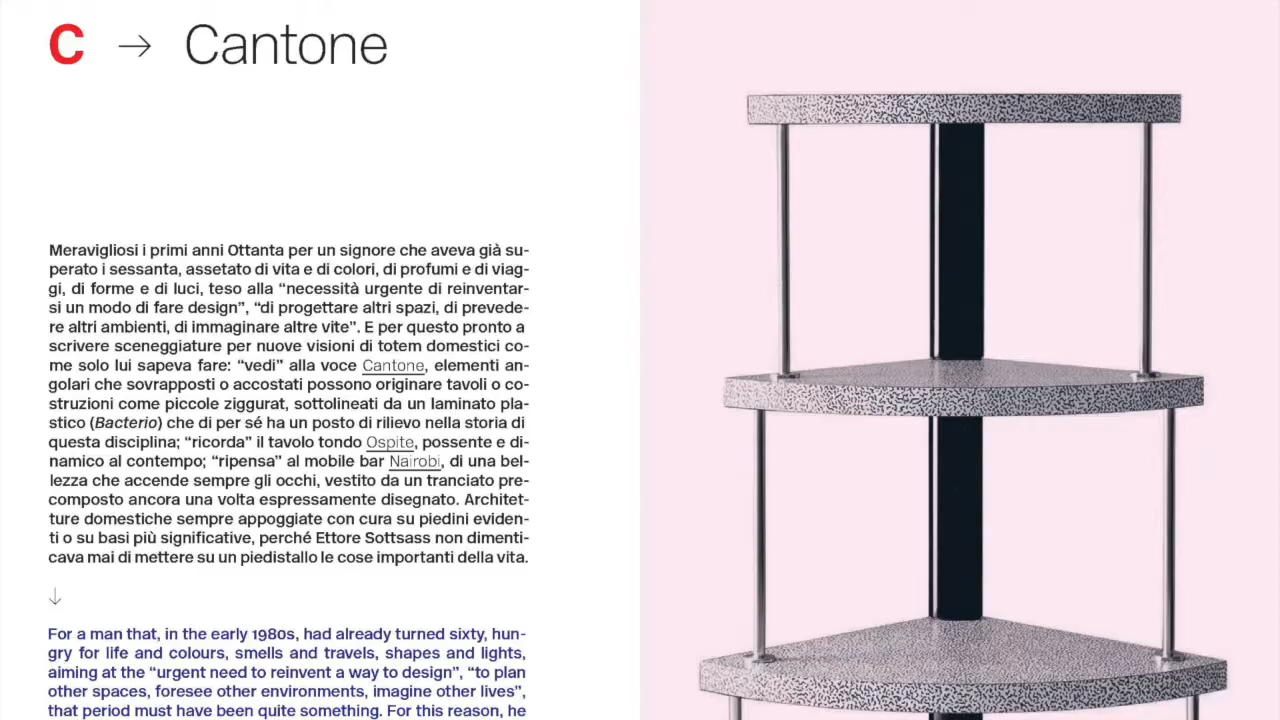 C → Cantone
Meravigliosi i primi anni Ottanta per un signore che aveva già su-
perato i sessanta, assetato di vita e di colori, di profumi e di viag-
gi, di forme e di luci, teso alla “necessità urgente di reinventar-
si un modo di fare design”, “di progettare altri spazi, di prevede-
re altri ambienti, di immaginare altre vite”. E per questo pronto a
scrivere sceneggiature per nuove visioni di totem domestici co-
me solo lui sapeva fare: “vedi” alla voce Cantone, elementi an-
golari che sovrapposti o accostati possono originare tavoli o co-
struzioni come piccole ziggurat, sottolineati da un laminato pla-
stico (Bacterio) che di per sé ha un posto di rilievo nella storia di
questa disciplina; “ricorda” il tavolo tondo Ospite, possente e di-
namico al contempo; “ripensa” al mobile bar Nairobi, di una bel-
lezza che accende sempre gli occhi, vestito da un tranciato pre-
composto ancora una volta espressamente disegnato. Architet-
ture domestiche sempre appoggiate con cura su piedini eviden-
ti o su basi più significative, perché Ettore Sottsass non dimenti-
cava mai di mettere su un piedistallo le cose importanti della vita.
↓
For a man that, in the early 1980s, had already turned sixty, hun-
gry for life and colours, smells and travels, shapes and lights,
aiming at the “urgent need to reinvent a way to design”, “to plan
other spaces, foresee other environments, imagine other lives”,
that period must have been quite something. For this reason, he